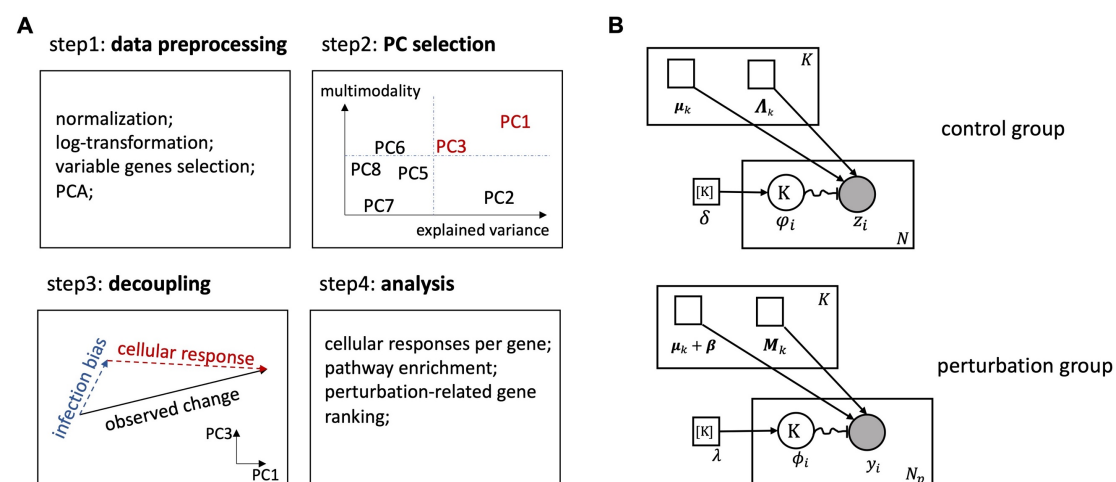 A
step1: data preprocessing
normalization;
log-transformation;
variable genes selection;
PCA;
step2: PC selection
multimodality
PC1
PC6
PC3
PC8
PC5
PC7
PC2
explained variance
step3: decoupling
infection bias
cellular response
observed change
PC3
PC1
step4: analysis
cellular responses per gene;
pathway enrichment;
perturbation-related gene
ranking;
B
K
μk
Λk
control group
[K]
K
δ
φi
zi
N
K
μk + β
Mk
perturbation group
[K]
K
λ
ϕi
yi
Np